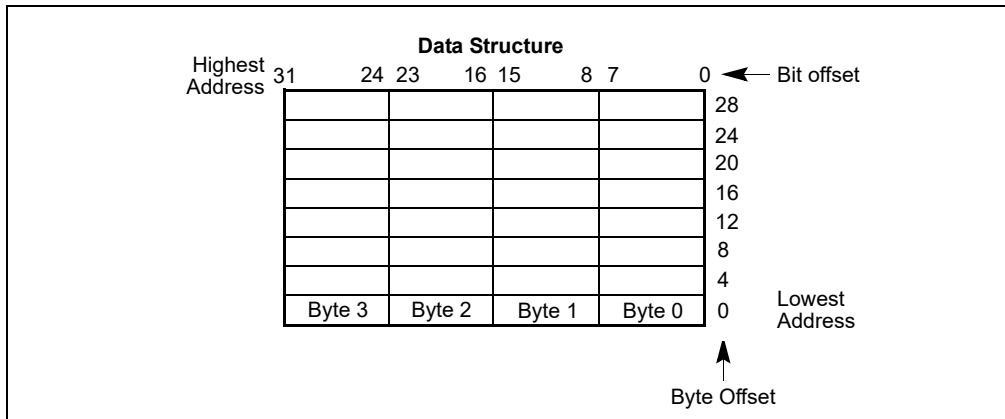 Data Structure
Highest
Address
31 24 23 16 15 8 7 0 Bit offset
28
24
20
16
12
8
4
Byte 3 Byte 2 Byte 1 Byte 0 0
Lowest
Address
Byte Offset